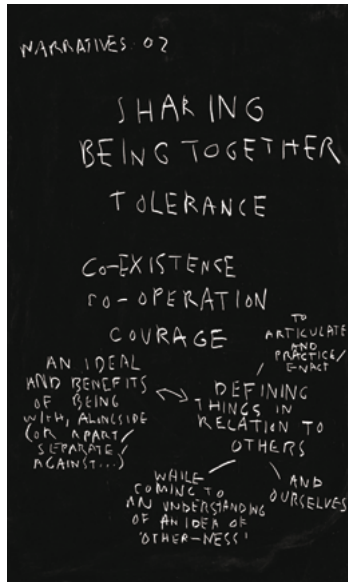 NARRATIVES: 02
SHARING
BEING TOGETHER
TOLERANCE
CO-EXISTENCE
CO-OPERATION
COURAGE
TO
ARTICULATE
AND
PRACTICE/
ENACT
AN IDEAL
AND BENEFITS
OF BEING
WITH, ALONGSIDE
(OR APART/
SEPARATE/
AGAINST...)
DEFINING
THINGS IN
RELATION TO
OTHERS
WHILE
COMING TO
AN UNDERSTANDING
OF AN IDEA OF
'OTHER-NESS'
AND
OURSELVES